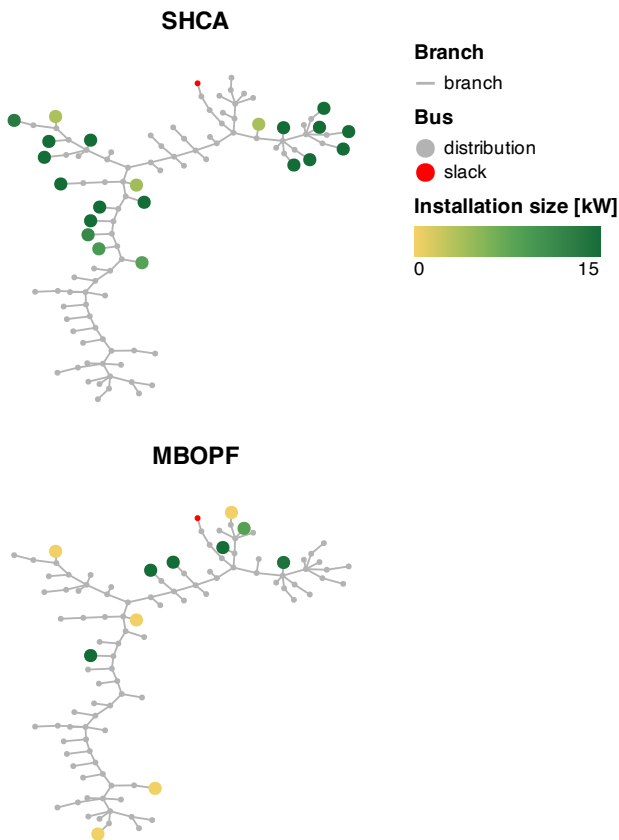 SHCA
Branch
branch
Bus
distribution
slack
Installation size [kW]
0 15
MBOPF